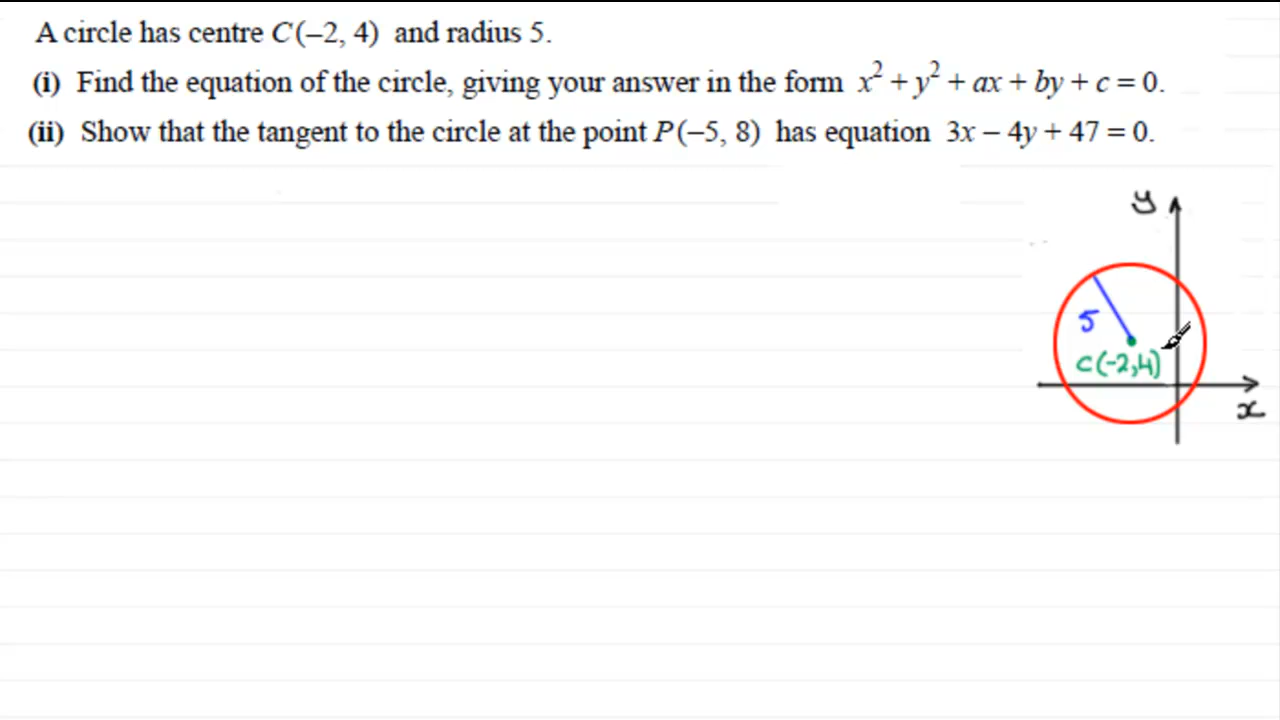 A circle has centre C(–2, 4) and radius 5.
(i) Find the equation of the circle, giving your answer in the form x² + y² + ax + by + c = 0.
(ii) Show that the tangent to the circle at the point P(–5, 8) has equation 3x – 4y + 47 = 0.
y
5
C(-2,4)
x